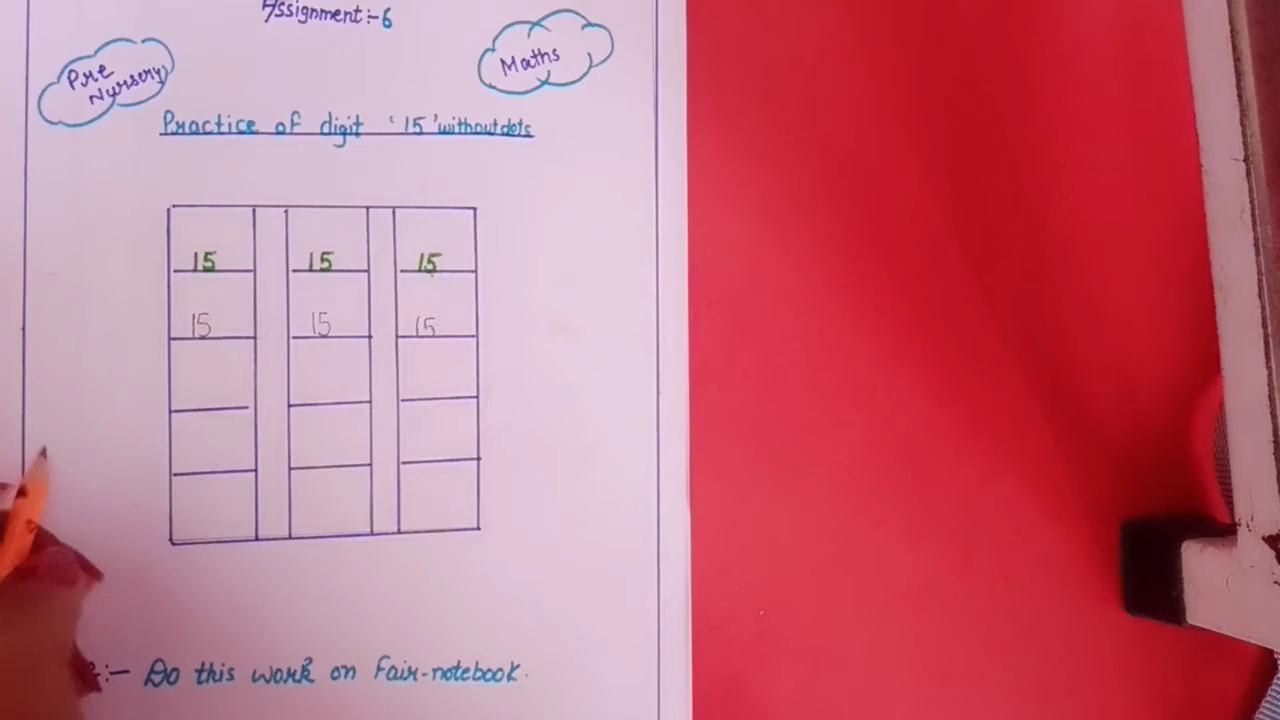 Assignment:-6
Pre
Nursery
Maths
Practice of digit '15' without dots
15 15 15
15 15 15
:- Do this work on Fair-notebook.